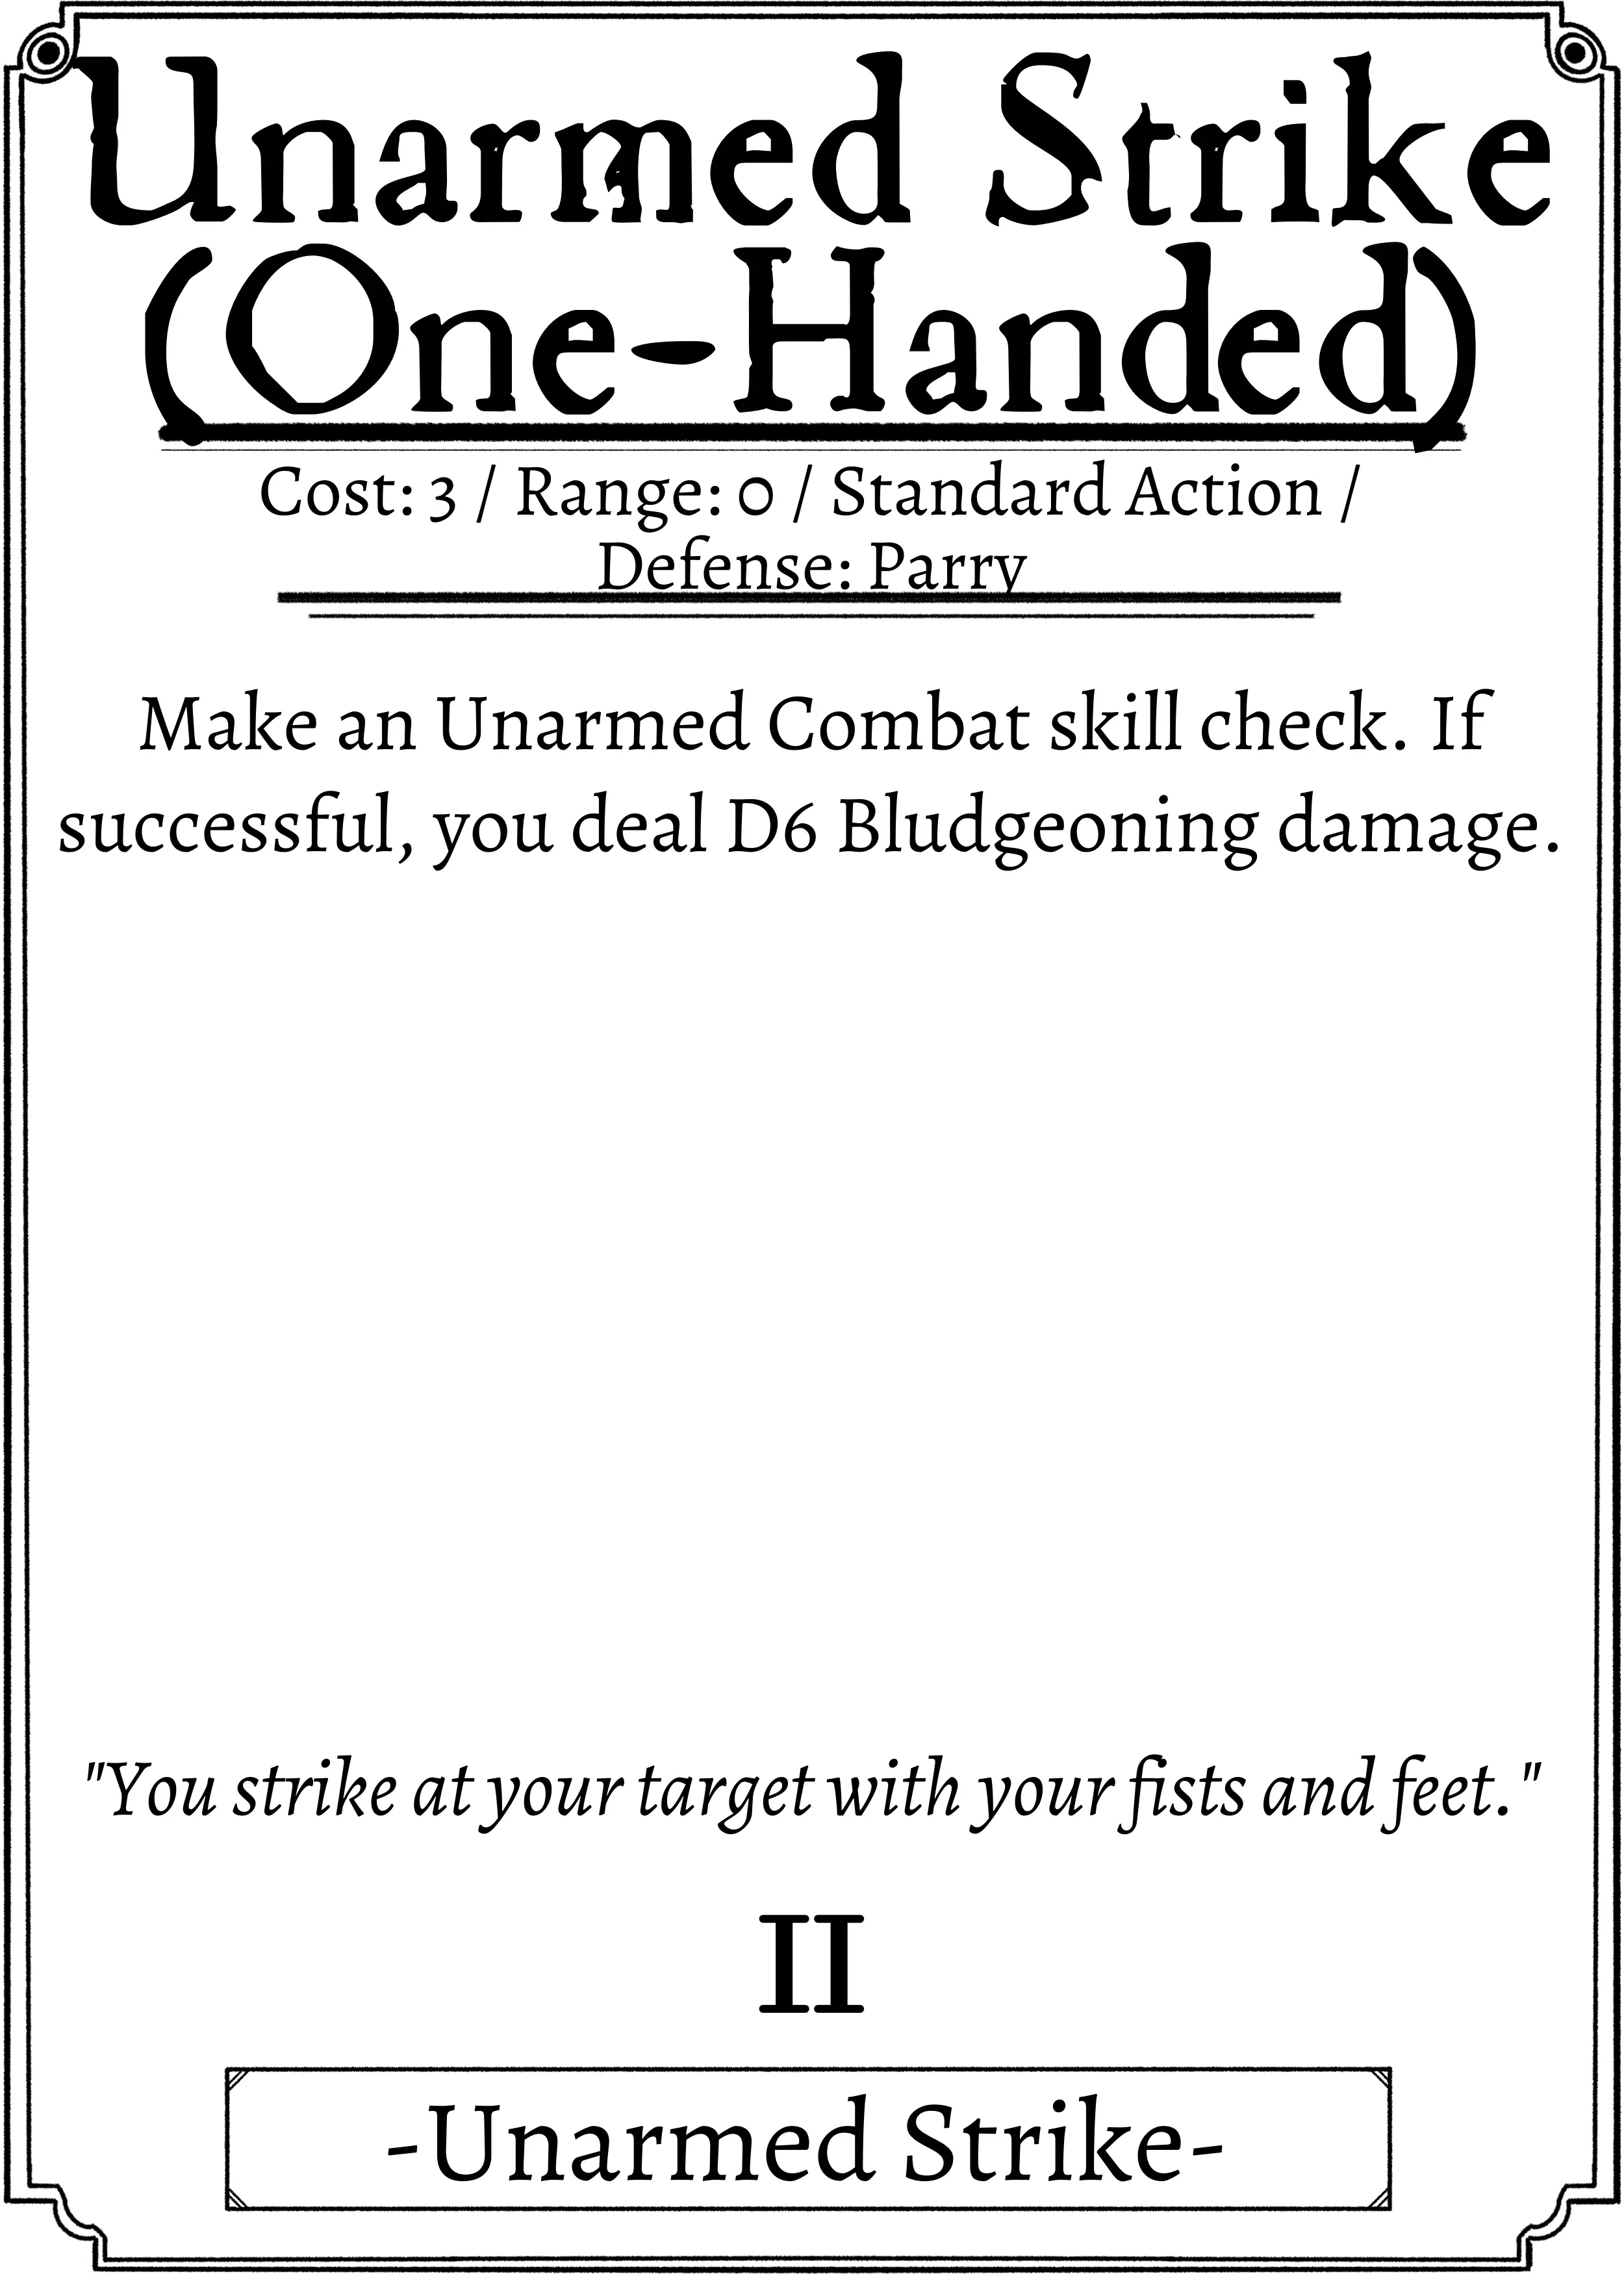 Unarmed Strike
(One-Handed)
Cost: 3 / Range: 0 / Standard Action /
Defense: Parry
Make an Unarmed Combat skill check. If
successful, you deal D6 Bludgeoning damage.
"You strike at your target with your fists and feet."
II
-Unarmed Strike-